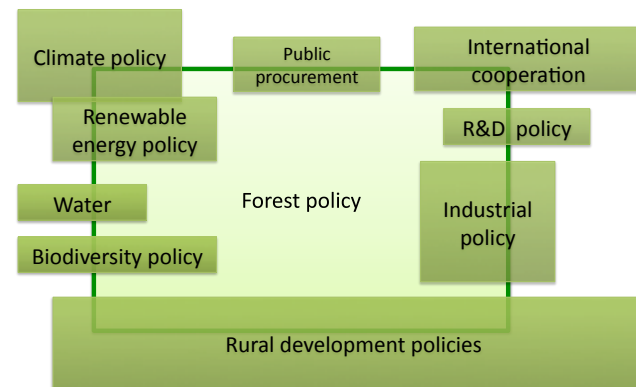 Climate policy
Public
procurement
International
cooperation
Renewable
energy policy
R&D  policy
Water
Forest policy
Industrial
policy
Biodiversity policy
Rural development policies